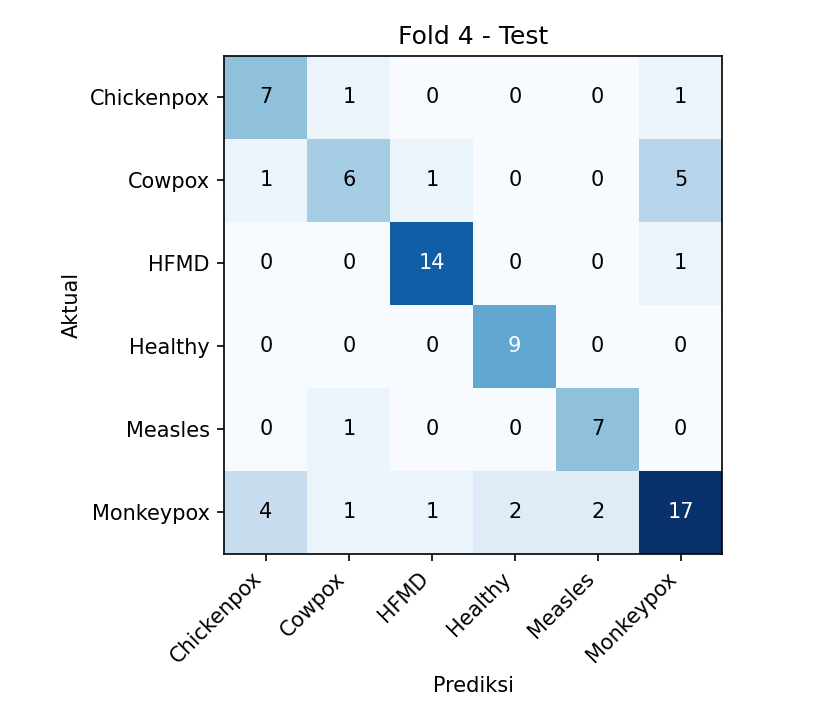 Fold 4 - Test
Aktual
Chickenpox 7 1 0 0 0 1
Cowpox 1 6 1 0 0 5
HFMD 0 0 14 0 0 1
Healthy 0 0 0 9 0 0
Measles 0 1 0 0 7 0
Monkeypox 4 1 1 2 2 17
Chickenpox Cowpox HFMD Healthy Measles Monkeypox
Prediksi